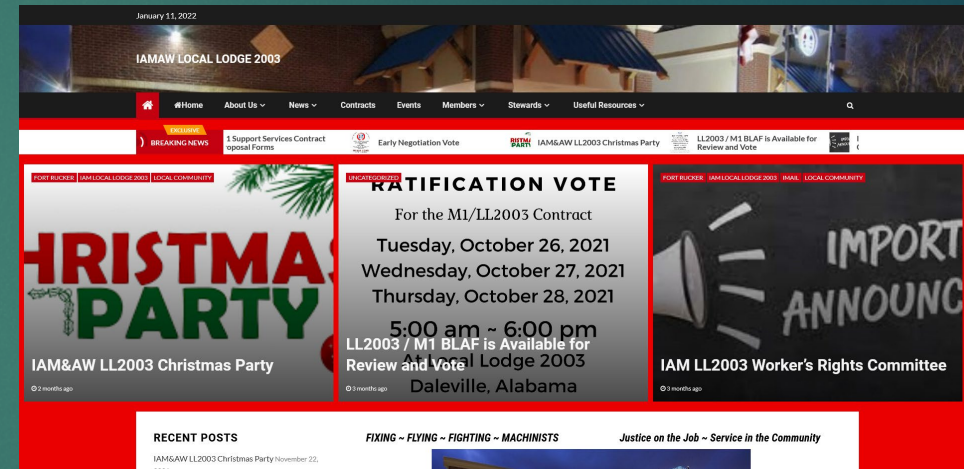 January 11, 2022
IAMAW LOCAL LODGE 2003
#Home About Us News Contracts Events Members Stewards Useful Resources
EXCLUSIVE
BREAKING NEWS
1 Support Services Contract
oposal Forms
Early Negotiation Vote
IAM&AW LL2003 Christmas Party
LL2003 / M1 BLAF is Available for
Review and Vote
FORT RUCKER IAM LOCAL LODGE 2003 LOCAL COMMUNITY
HRISTMAS
PARTY
IAM&AW LL2003 Christmas Party
2 months ago
UNCATEGORIZED
RATIFICATION VOTE
For the M1/LL2003 Contract
Tuesday, October 26, 2021
Wednesday, October 27, 2021
Thursday, October 28, 2021
5:00 am ~ 6:00 pm
At Local Lodge 2003
Daleville, Alabama
LL2003 / M1 BLAF is Available for
Review and Vote
3 months ago
FORT RUCKER IAM LOCAL LODGE 2003 IMAIL LOCAL COMMUNITY
IMPORT
ANNOUNC
IAM LL2003 Worker's Rights Committee
3 months ago
RECENT POSTS
IAM&AW LL2003 Christmas Party November 22,
FIXING ~ FLYING ~ FIGHTING ~ MACHINISTS
Justice on the Job ~ Service in the Community